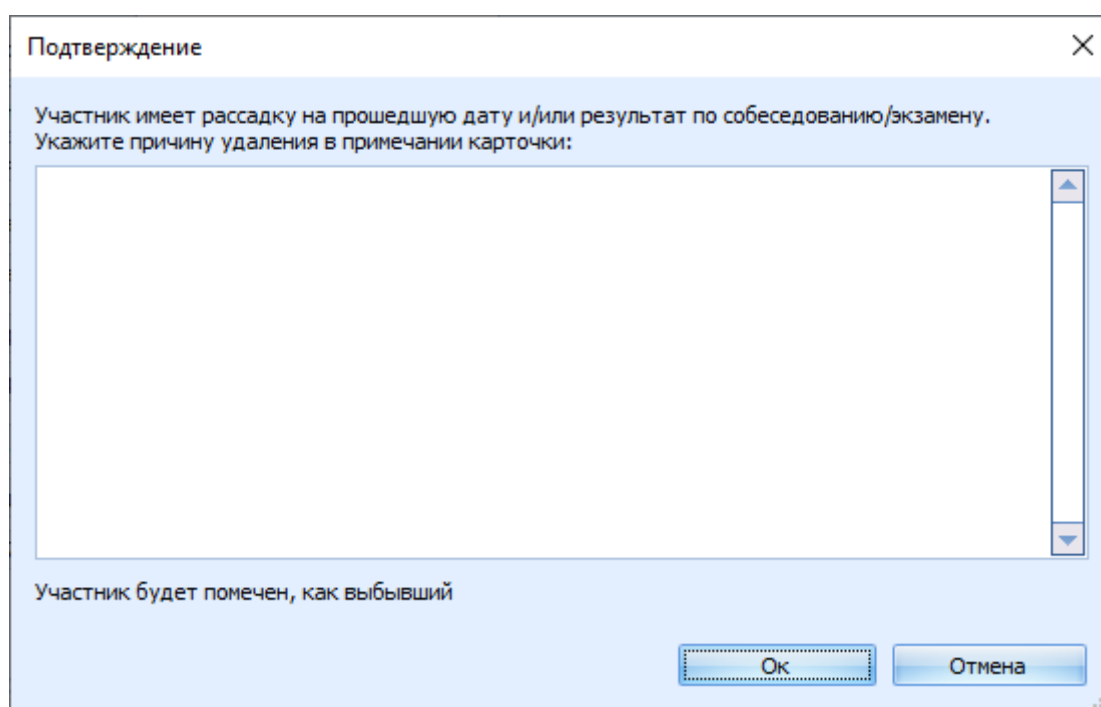 Подтверждение
Участник имеет рассадку на прошедшую дату и/или результат по собеседованию/экзамену.
Укажите причину удаления в примечании карточки:
Участник будет помечен, как выбывший
Ок
Отмена